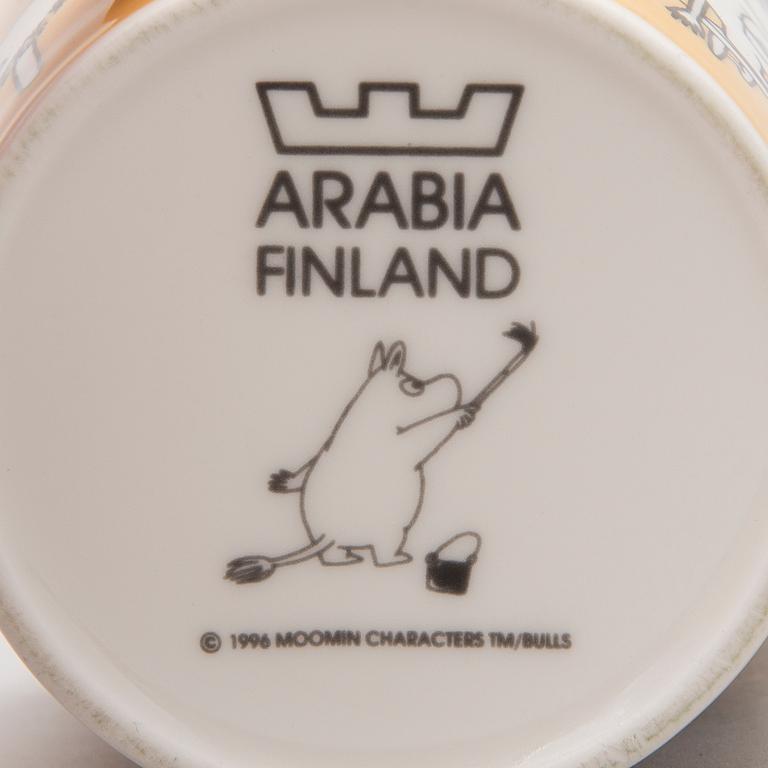 ARABIA
FINLAND
© 1996 MOOMIN CHARACTERS TM/BULLS